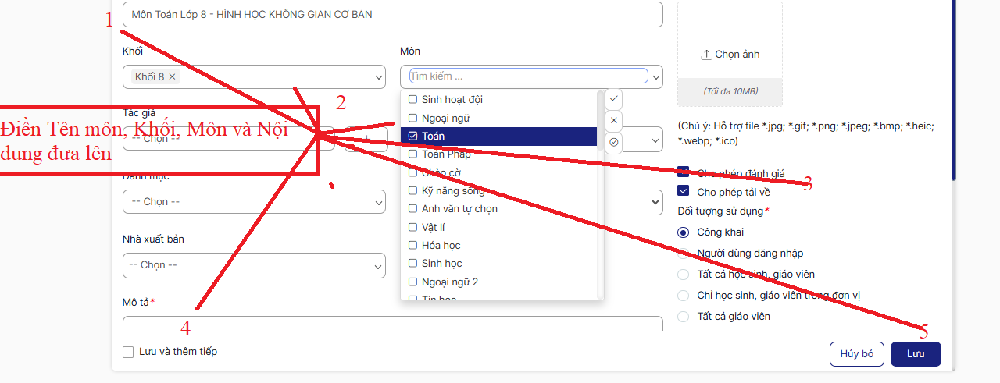 1
Môn Toán Lớp 8 - HÌNH HỌC KHÔNG GIAN CƠ BẢN
Chọn ảnh
(Tối đa 10MB)
(Chú ý: Hỗ trợ file *.jpg; *.gif; *.png; *.jpeg; *.bmp; *.heic;
*.webp; *.ico)
Khối
Khối 8 ×
Môn
Tìm kiếm ...
Sinh hoạt đội
Ngoại ngữ
Toán
Toán Pháp
Chào cờ
Kỹ năng sống
Anh văn tự chọn
Vật lí
Hóa học
Sinh học
Ngoại ngữ 2
Tin học
2
Tác giả
-- Chọn --
+
Điền Tên môn, Khối, Môn và Nội
dung đưa lên
Danh mục
-- Chọn --
Nhà xuất bản
-- Chọn --
Mô tả*
4
Cho phép đánh giá
3
Cho phép tải về
Đối tượng sử dụng*
Công khai
Người dùng đăng nhập
Tất cả học sinh, giáo viên
Chỉ học sinh, giáo viên trong đơn vị
Tất cả giáo viên
5
Lưu và thêm tiếp
Hủy bỏ
Lưu